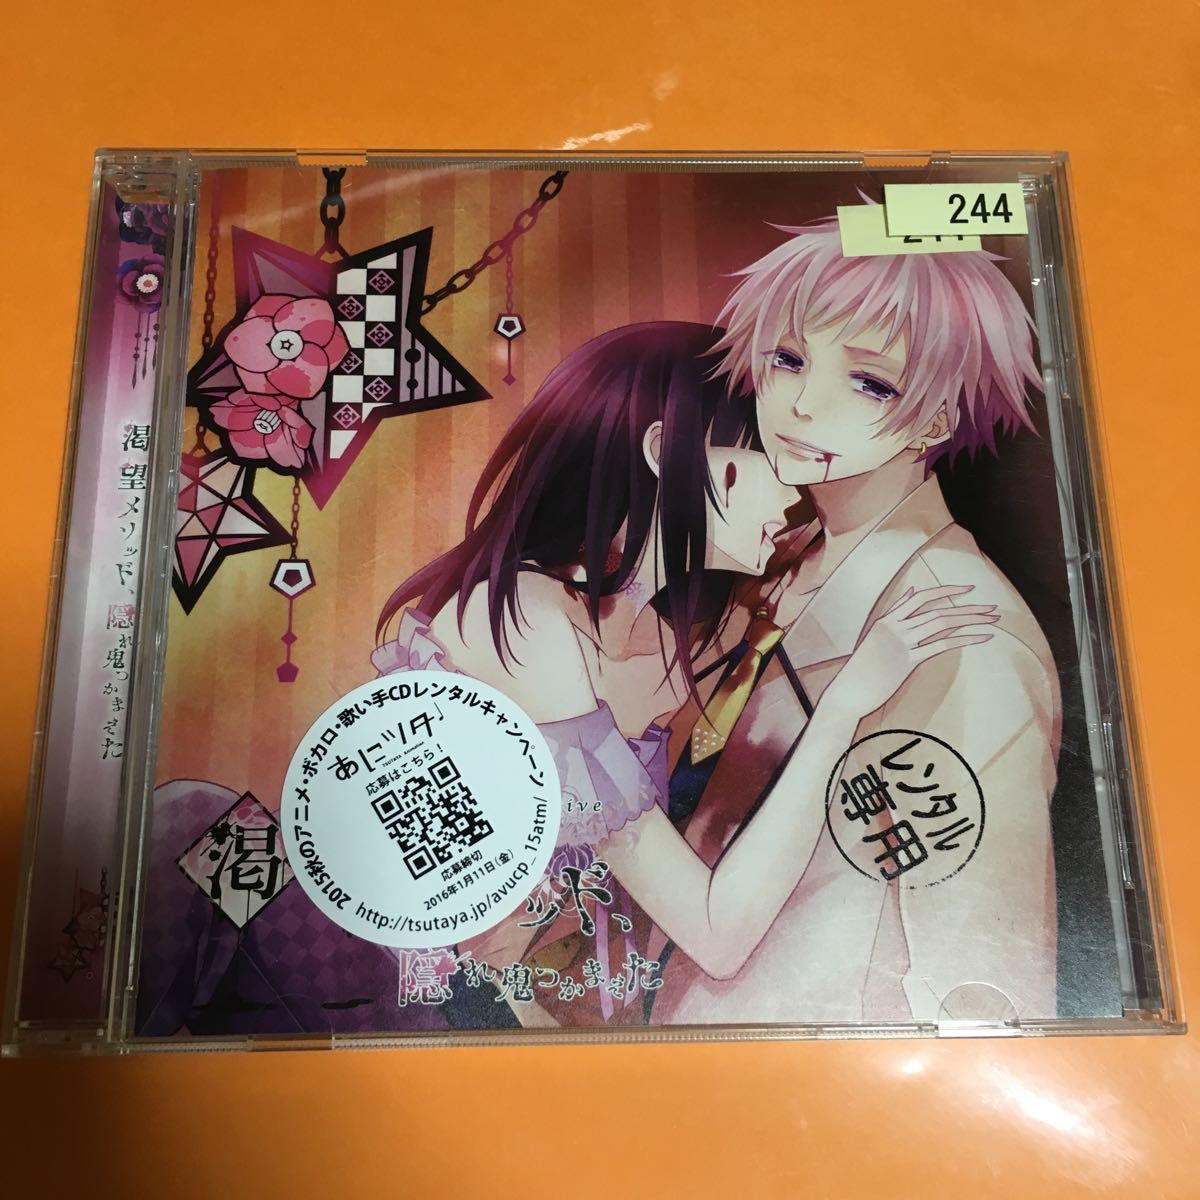 244
渇望メソッド、
隠れ鬼つかまえた
2015秋のアニメ・ボカロ・歌い手CDレンタルキャンペーン
あにツタ
TSUTAYA Animation
応募はこちら!
応募締切
2016年1月11日(金)
http://tsutaya.jp/avucp_15atm/
渇
ive
ッド、
隠れ鬼つかまえた
レンタル
専用